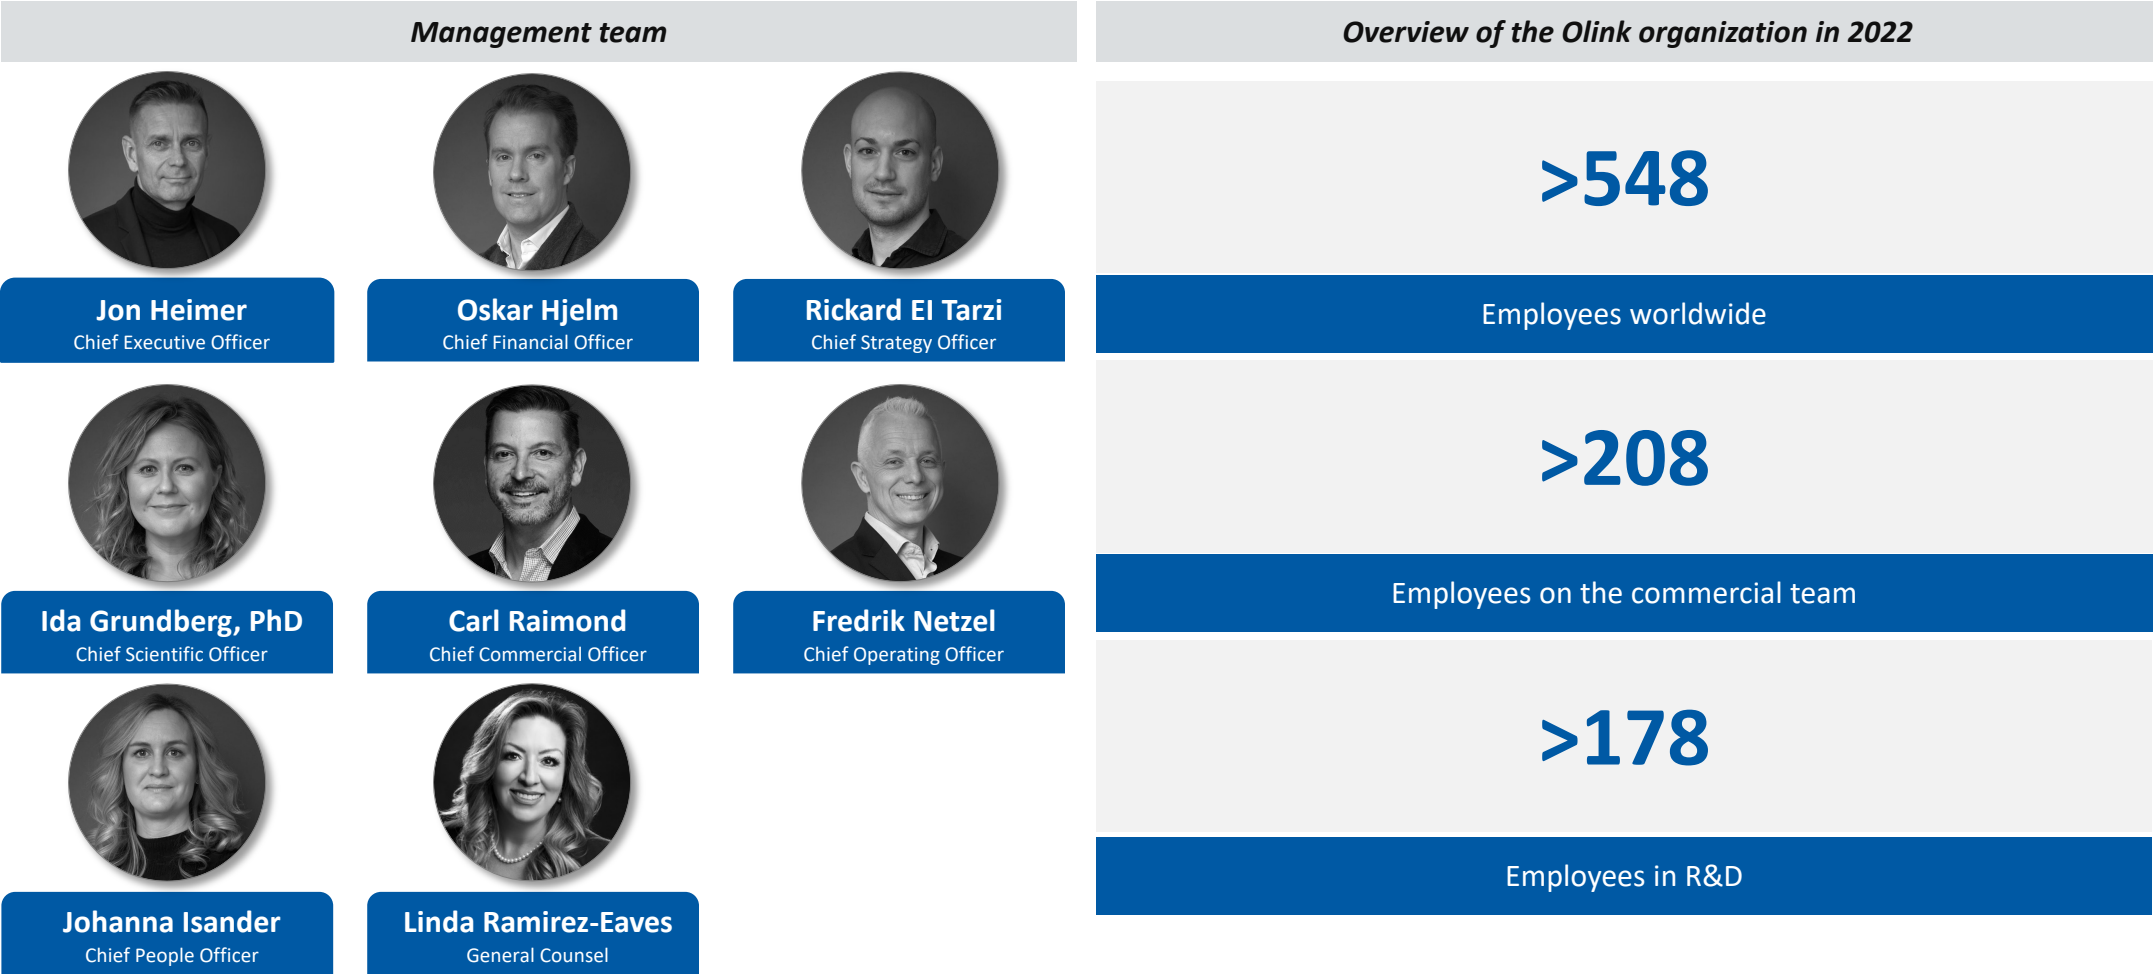 Management team
Jon Heimer
Chief Executive Officer
Oskar Hjelm
Chief Financial Officer
Rickard EI Tarzi
Chief Strategy Officer
Ida Grundberg, PhD
Chief Scientific Officer
Carl Raimond
Chief Commercial Officer
Fredrik Netzel
Chief Operating Officer
Johanna Isander
Chief People Officer
Linda Ramirez-Eaves
General Counsel
Overview of the Olink organization in 2022
>548
Employees worldwide
>208
Employees on the commercial team
>178
Employees in R&D